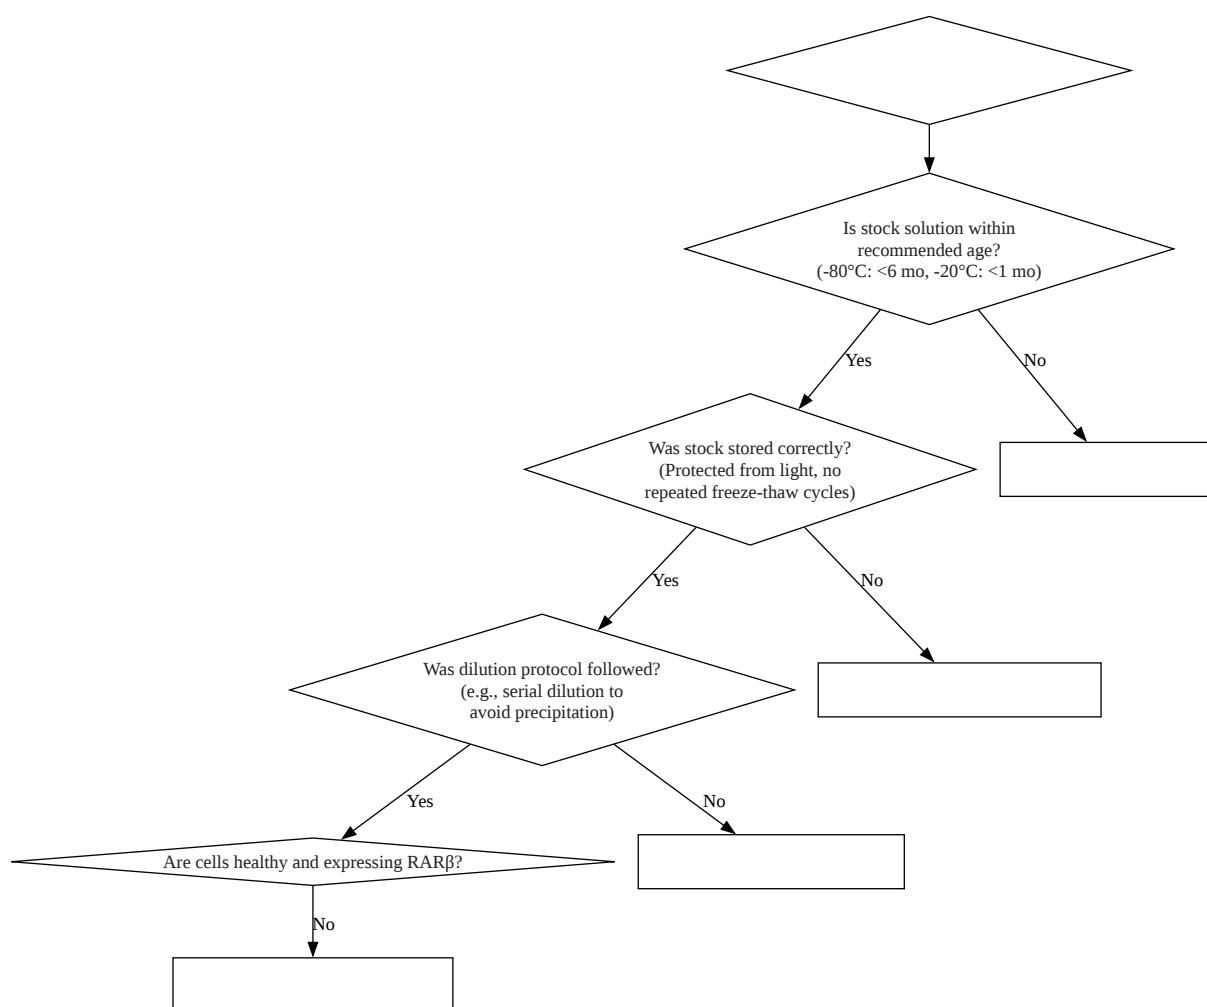 Is stock solution within
recommended age?
(-80°C: <6 mo, -20°C: <1 mo)
Yes
No
Was stock stored correctly?
(Protected from light, no
repeated freeze-thaw cycles)
Yes
No
Was dilution protocol followed?
(e.g., serial dilution to
avoid precipitation)
Yes
No
Are cells healthy and expressing RARβ?
No